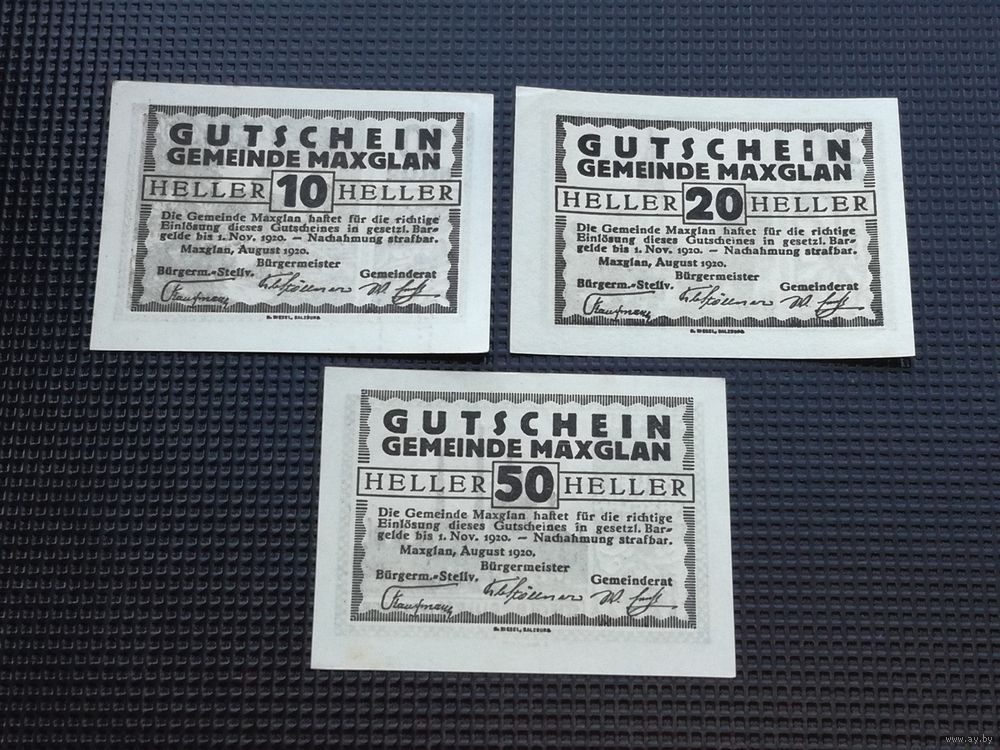 GUTSCHEIN
GEMEINDE MAXGLAN
HELLER 10 HELLER
Die Gemeinde Maxglan haftet für die richtige
Einlösung dieses Gutscheines in gesetzl. Bar-
gelde bis 1. Nov. 1920. – Nachahmung strafbar.
Maxglan, August 1920.
Bürgermeister
Bürgerm.-Stellv. Gemeinderat
GUTSCHEIN
GEMEINDE MAXGLAN
HELLER 20 HELLER
Die Gemeinde Maxglan haftet für die richtige
Einlösung dieses Gutscheines in gesetzl. Bar-
gelde bis 1. Nov. 1920. – Nachahmung strafbar.
Maxglan, August 1920.
Bürgermeister
Bürgerm.-Stellv. Gemeinderat
GUTSCHEIN
GEMEINDE MAXGLAN
HELLER 50 HELLER
Die Gemeinde Maxglan haftet für die richtige
Einlösung dieses Gutscheines in gesetzl. Bar-
gelde bis 1. Nov. 1920. – Nachahmung strafbar.
Maxglan, August 1920.
Bürgermeister
Bürgerm.-Stellv. Gemeinderat
www.ay.by